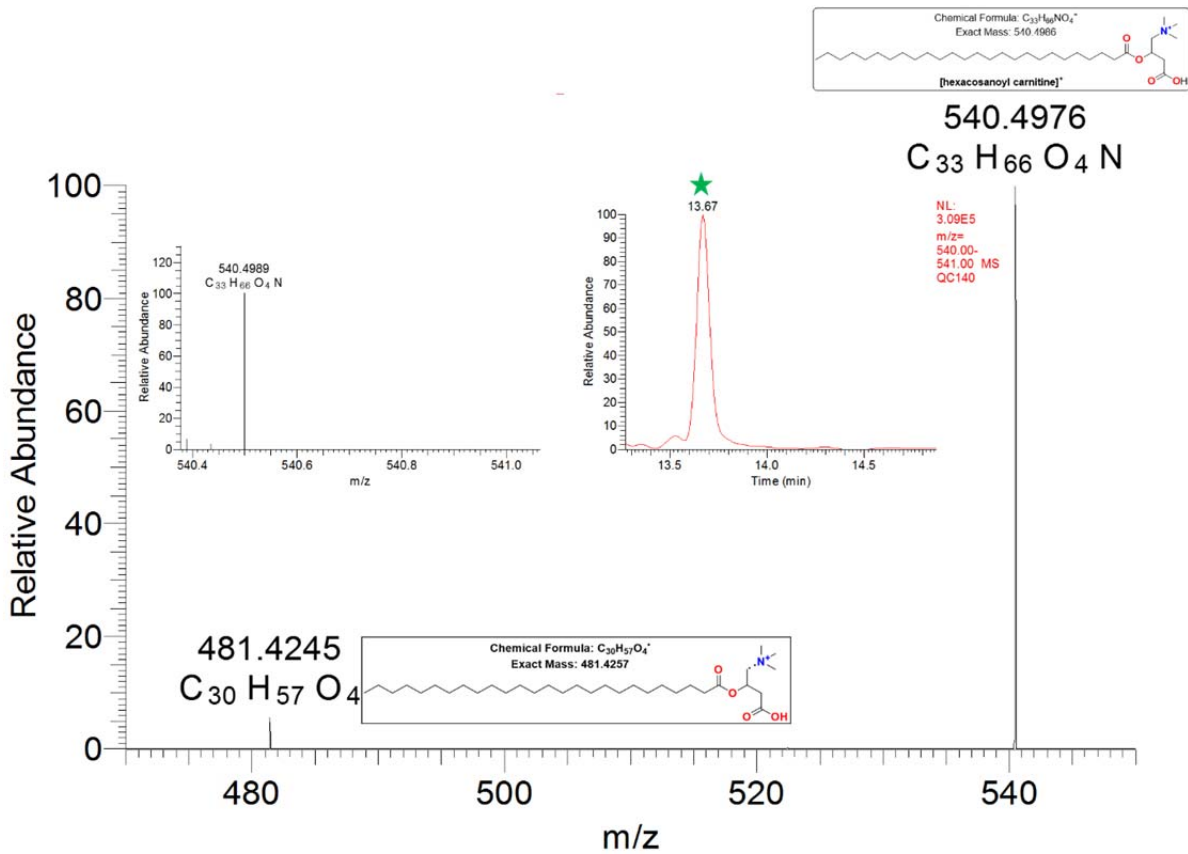 Chemical Formula: C₃₃H₆₆NO₄⁺
Exact Mass: 540.4986
O
O
N⁺
O
OH
[hexacosanoyl carnitine]⁺
540.4976
C₃₃ H₆₆ O₄ N
100
80
60
40
20
0
Relative Abundance
120
100
80
60
40
20
0
Relative Abundance
540.4989
C₃₃ H₆₆ O₄ N
540.4
540.6
540.8
541.0
m/z
13.67
100
90
80
70
60
50
40
30
20
10
0
Relative Abundance
13.5
14.0
14.5
Time (min)
NL:
3.09E5
m/z=
540.00-
541.00 MS
QC140
481.4245
C₃₀ H₅₇ O₄
Chemical Formula: C₃₀H₅₇O₄⁺
Exact Mass: 481.4257
O
O
N⁺
O
OH
480
500
520
540
m/z